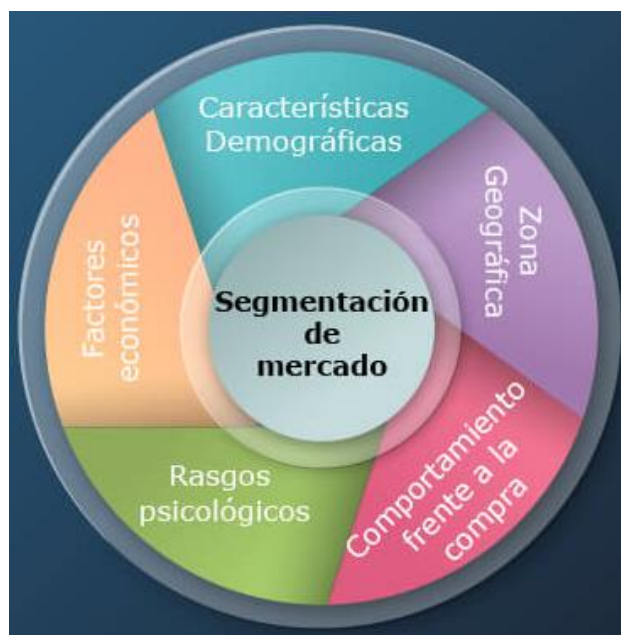 Características
Demográficas
Zona
Geográfica
Segmentación
de
mercado
Factores
económicos
Comportamiento
frente a la
compra
Rasgos
psicológicos